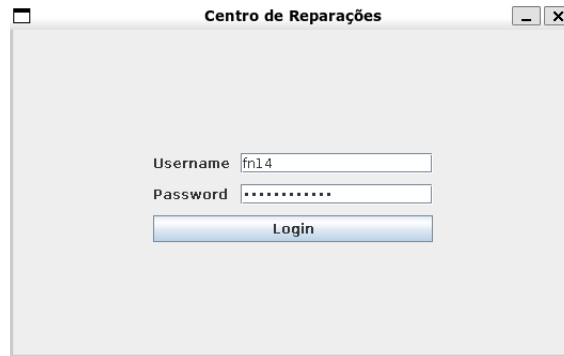 Centro de Reparações
Username fn14
Password ••••••••••••
Login